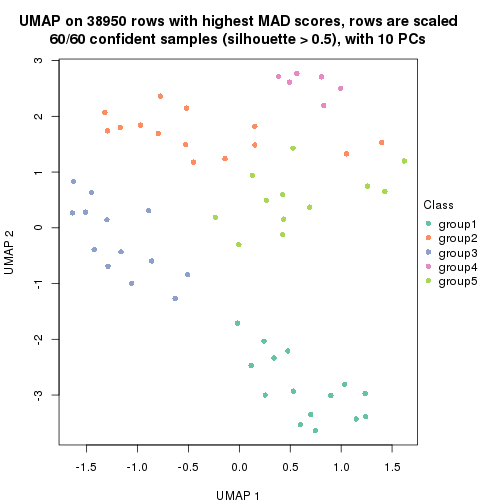 UMAP on 38950 rows with highest MAD scores, rows are scaled
60/60 confident samples (silhouette > 0.5), with 10 PCs
3
2
1
0
-1
-2
-3
UMAP 2
-1.5 -1.0 -0.5 0.0 0.5 1.0 1.5
UMAP 1
Class
group1
group2
group3
group4
group5